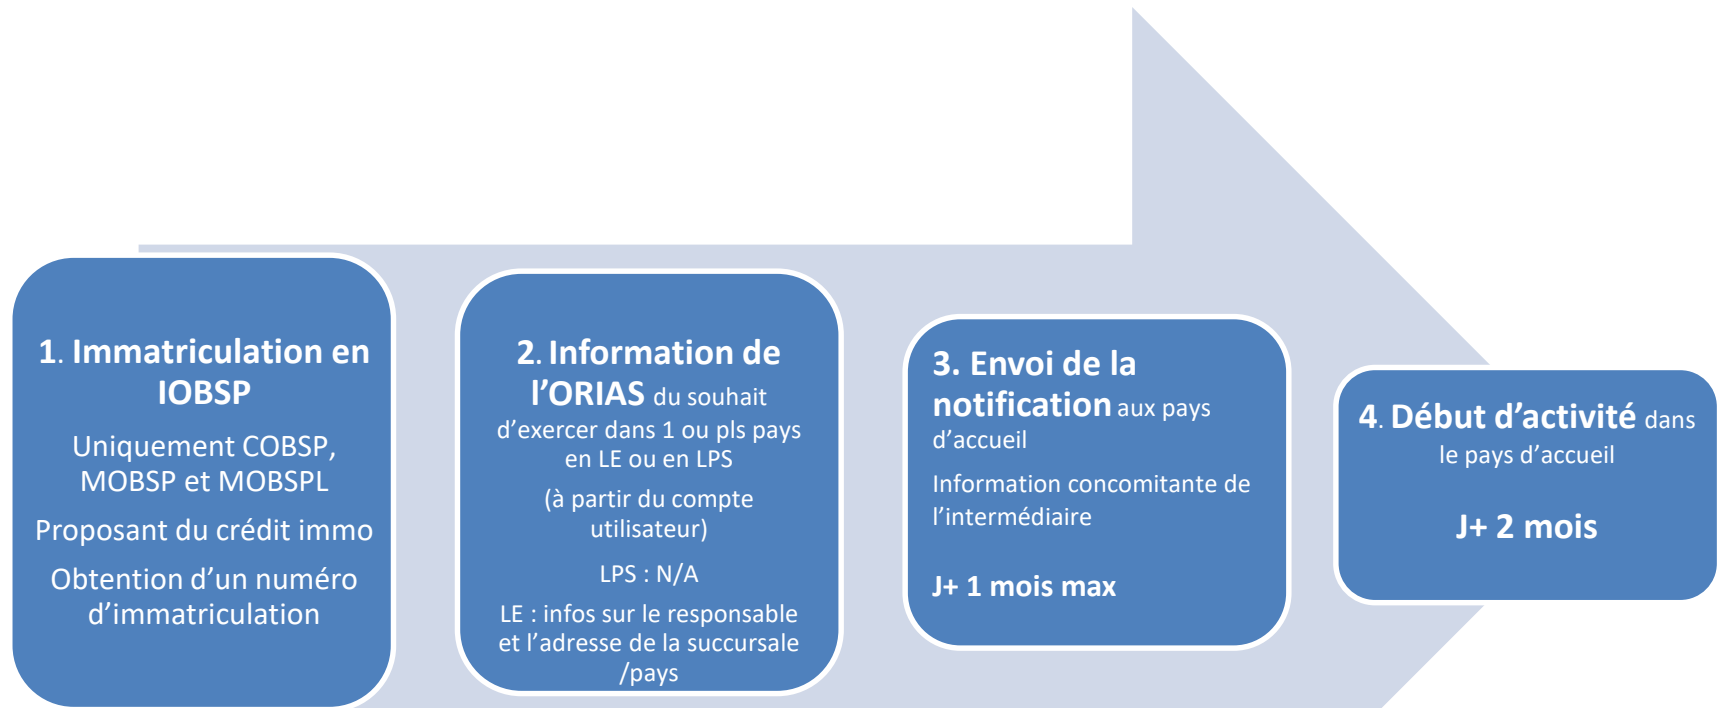 1. Immatriculation en
IOBSP
Uniquement COBSP,
MOBSP et MOBSPL
Proposant du crédit immo
Obtention d’un numéro
d’immatriculation
2. Information de
l’ORIAS du souhait
d’exercer dans 1 ou pls pays
en LE ou en LPS
(à partir du compte
utilisateur)
LPS : N/A
LE : infos sur le responsable
et l’adresse de la succursale
/pays
3. Envoi de la
notification aux pays
d’accueil
Information concomitante de
l’intermédiaire
J+ 1 mois max
4. Début d’activité dans
le pays d’accueil
J+ 2 mois